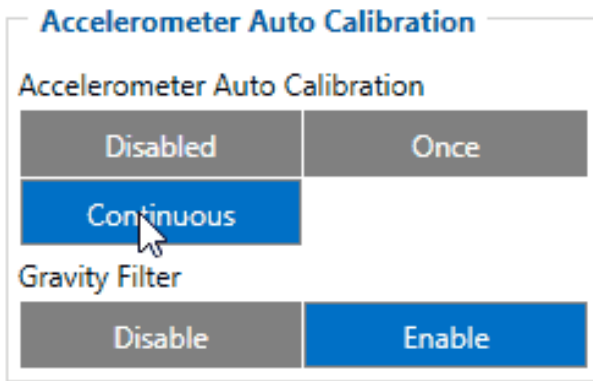 Accelerometer Auto Calibration
Accelerometer Auto Calibration
Disabled Once
Continuous
Gravity Filter
Disable Enable